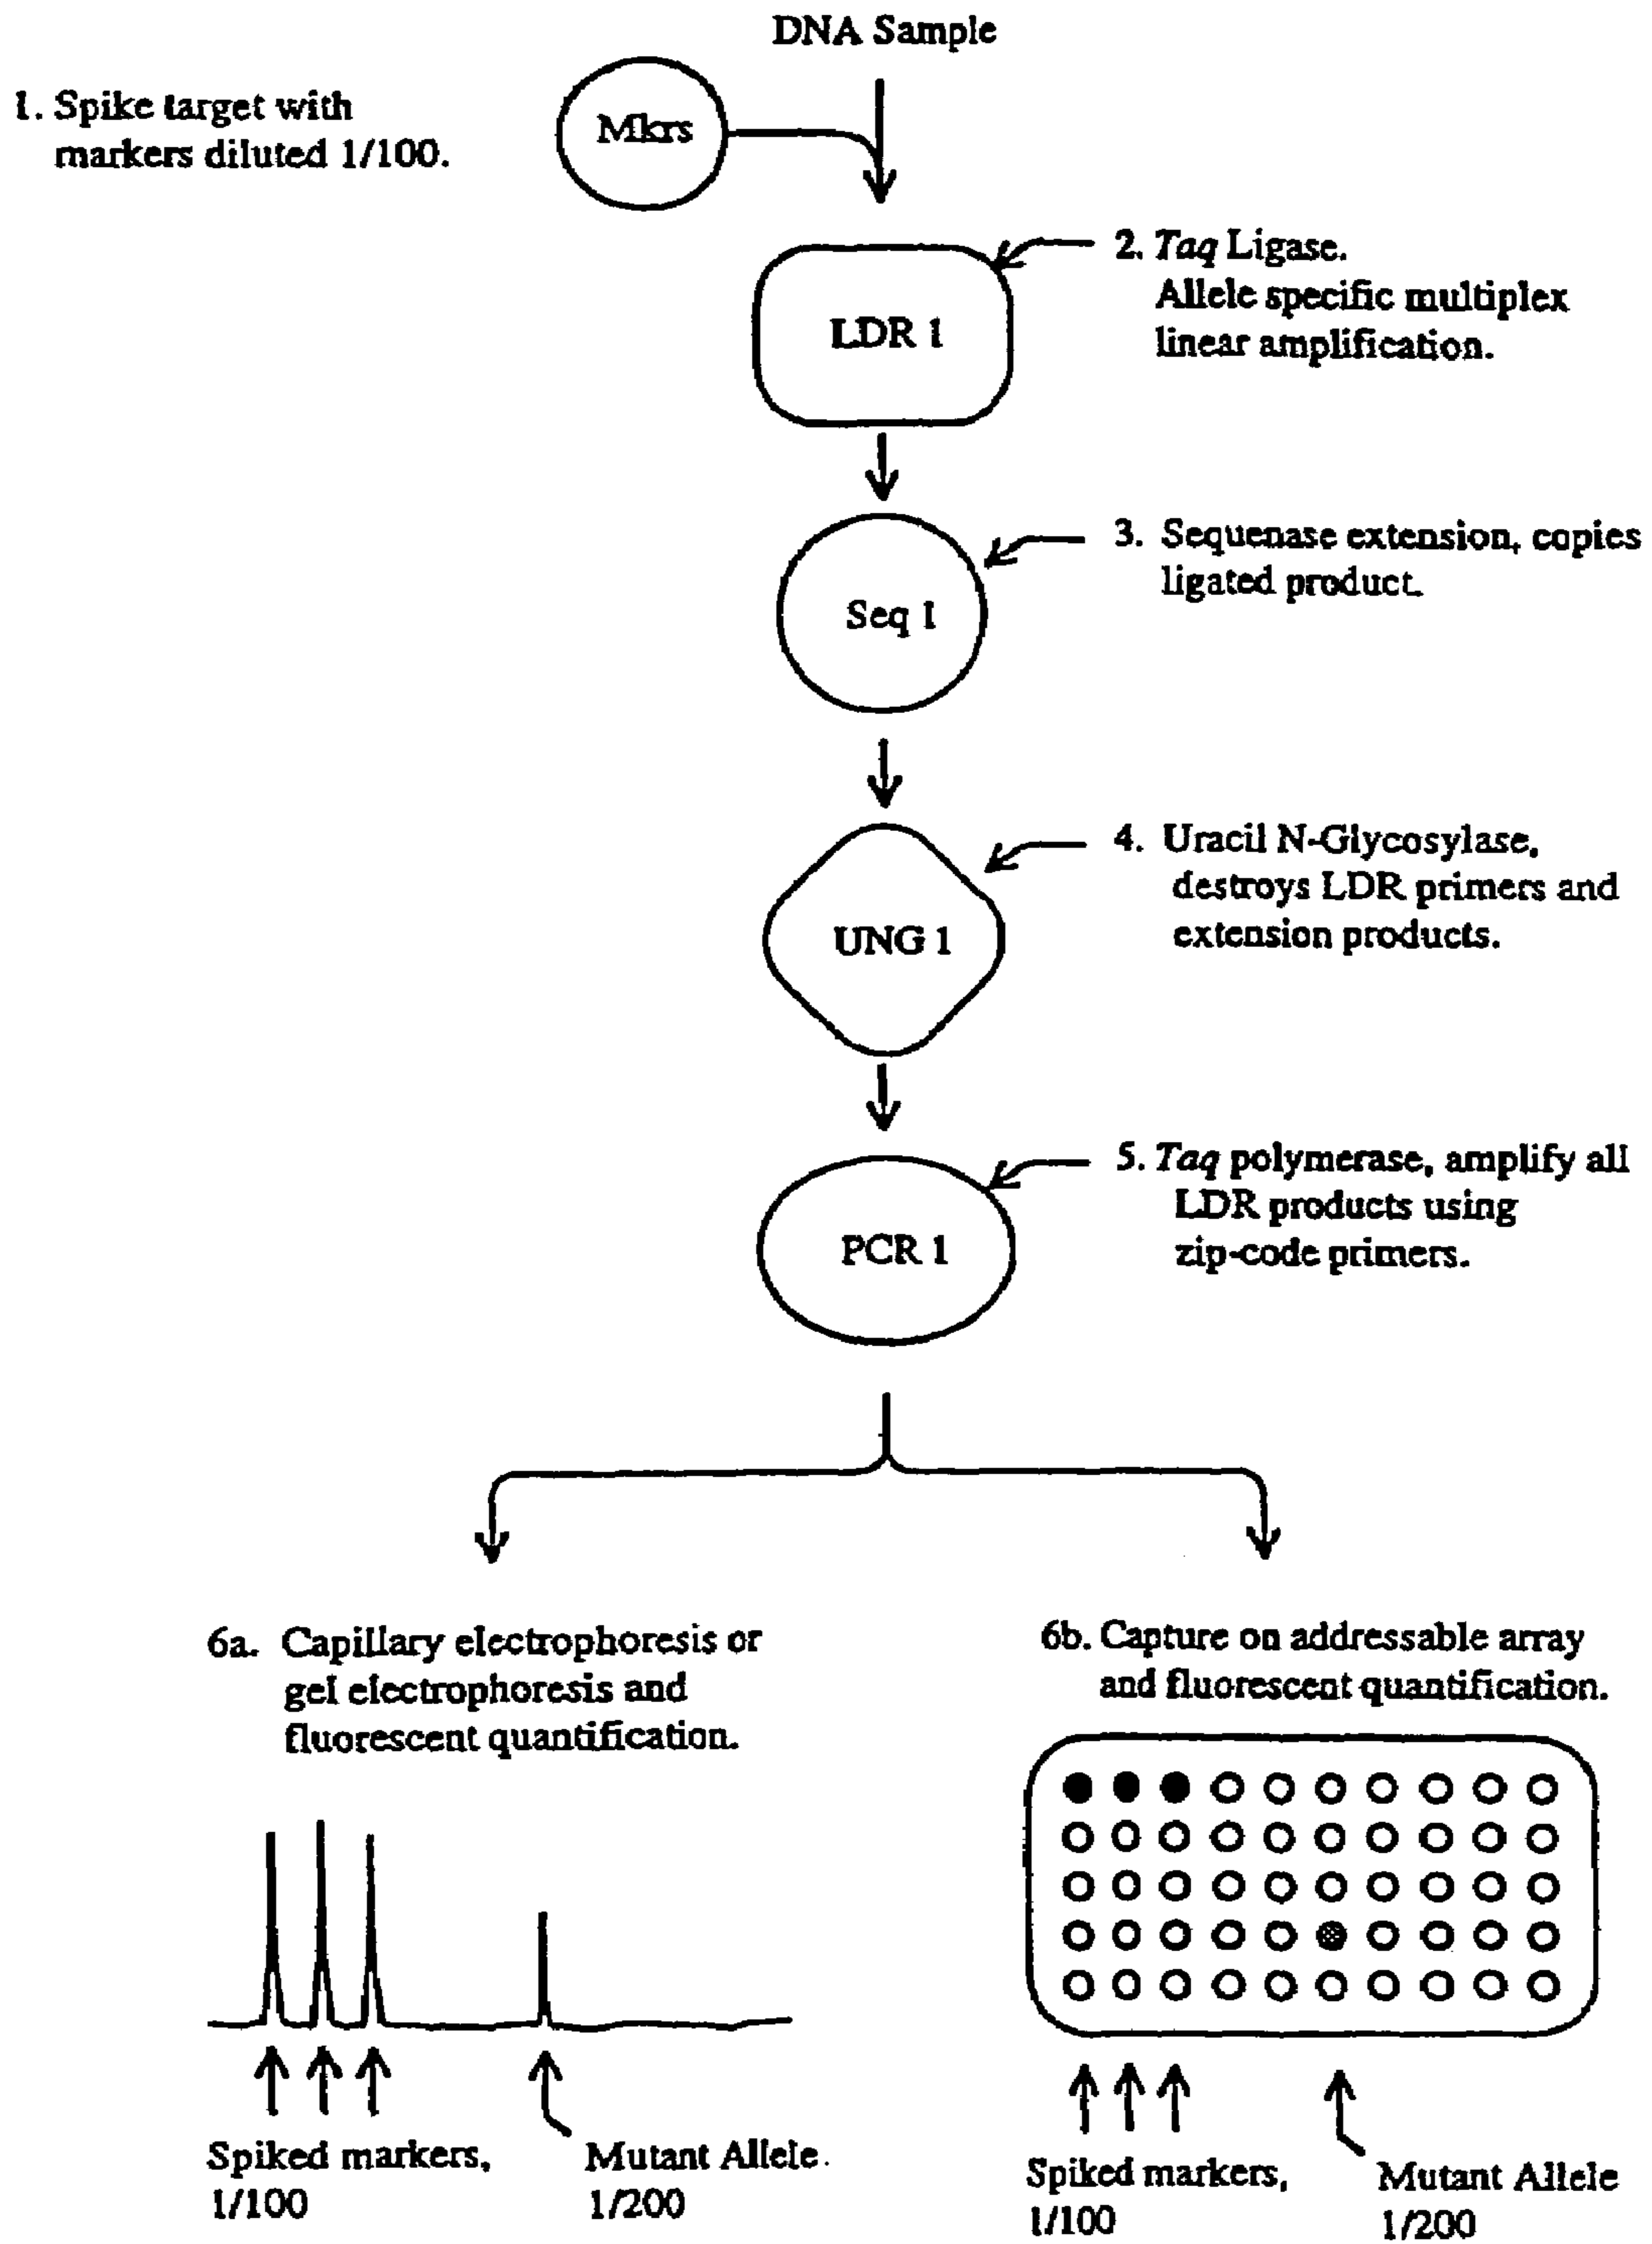 DNA Sample
1. Spike target with
markers diluted 1/100.
Mkrs
2. Taq Ligase.
Allele specific multiplex
linear amplification.
LDR 1
3. Sequenase extension, copies
ligated product.
Seq 1
4. Uracil N-Glycosylase,
destroys LDR primers and
extension products.
UNG 1
5. Taq polymerase, amplify all
LDR products using
zip-code primers.
PCR 1
6a. Capillary electrophoresis or
gel electrophoresis and
fluorescent quantification.
Spiked markers,
1/100
Mutant Allele.
1/200
6b. Capture on addressable array
and fluorescent quantification.
Spiked markers,
1/100
Mutant Allele
1/200